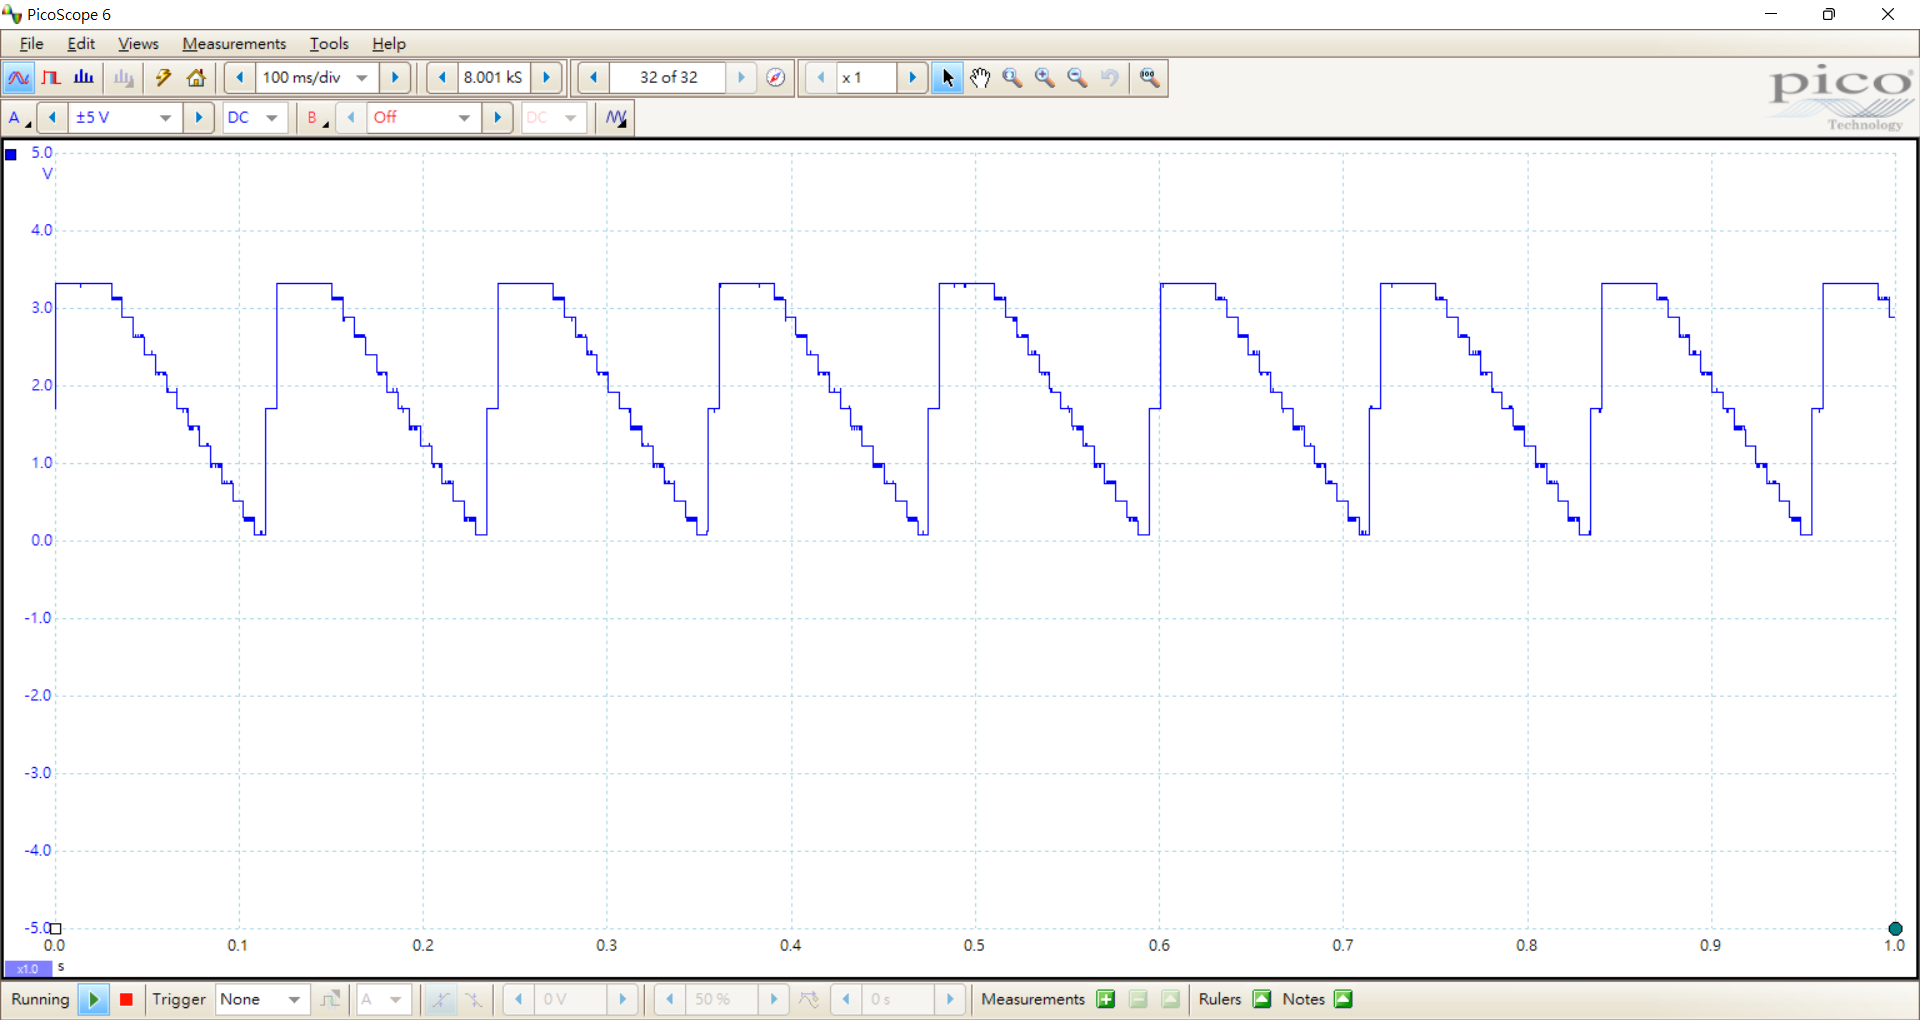 PicoScope 6
File Edit Views Measurements Tools Help
100 ms/div 8.001 kS 32 of 32 x 1
pico
Technology
A ±5 V DC B Off DC
5.0
V
4.0
3.0
2.0
1.0
0.0
-1.0
-2.0
-3.0
-4.0
-5.0
0.0 0.1 0.2 0.3 0.4 0.5 0.6 0.7 0.8 0.9 1.0
x1.0 s
Running Trigger None A 0 V 50 % 0 s Measurements Rulers Notes